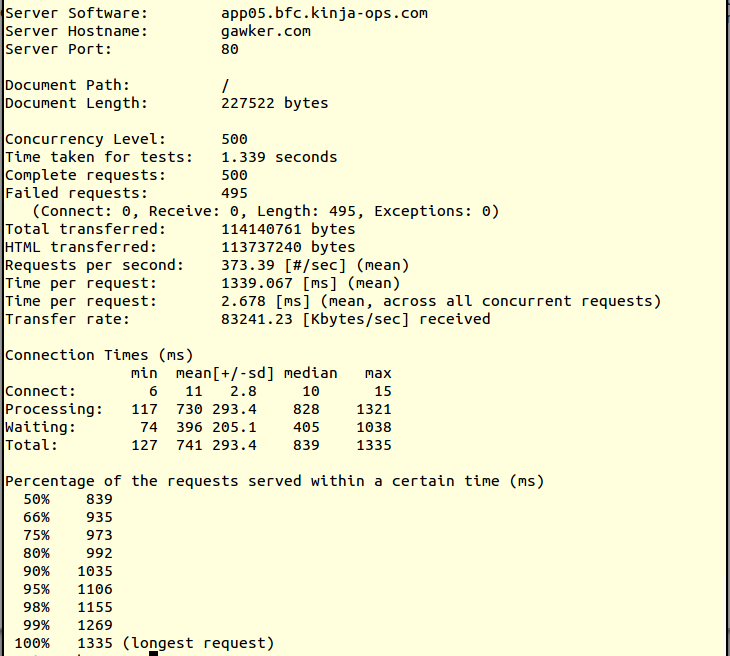 Server Software:        app05.bfc.kinja-ops.com
Server Hostname:        gawker.com
Server Port:            80

Document Path:          /
Document Length:        227522 bytes

Concurrency Level:      500
Time taken for tests:   1.339 seconds
Complete requests:      500
Failed requests:        495
   (Connect: 0, Receive: 0, Length: 495, Exceptions: 0)
Total transferred:      114140761 bytes
HTML transferred:       113737240 bytes
Requests per second:    373.39 [#/sec] (mean)
Time per request:       1339.067 [ms] (mean)
Time per request:       2.678 [ms] (mean, across all concurrent requests)
Transfer rate:          83241.23 [Kbytes/sec] received

Connection Times (ms)
              min  mean[+/-sd] median   max
Connect:        6   11   2.8     10      15
Processing:   117  730 293.4    828    1321
Waiting:       74  396 205.1    405    1038
Total:        127  741 293.4    839    1335

Percentage of the requests served within a certain time (ms)
  50%    839
  66%    935
  75%    973
  80%    992
  90%   1035
  95%   1106
  98%   1155
  99%   1269
 100%   1335 (longest request)